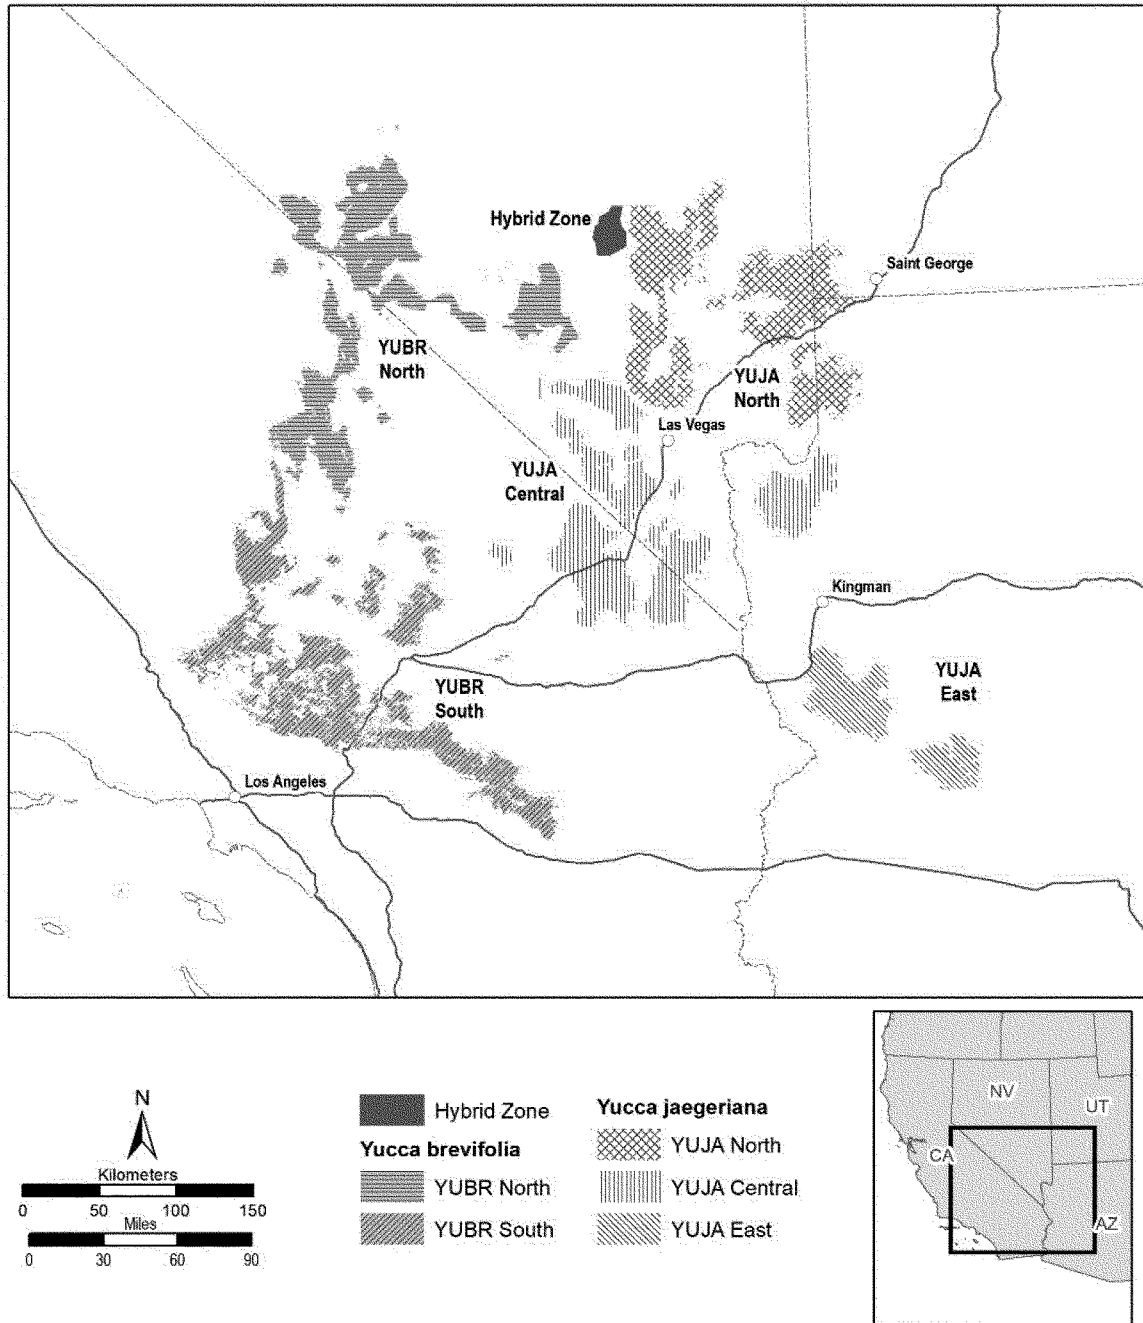 Hybrid Zone
Saint George
YUBR
North
YUJA
North
Las Vegas
YUJA
Central
Kingman
YUBR
South
YUJA
East
Los Angeles
N
Kilometers
0 50 100 150
Miles
0 30 60 90
Hybrid Zone
Yucca brevifolia
YUBR North
YUBR South
Yucca jaegeriana
YUJA North
YUJA Central
YUJA East
NV
UT
CA
AZ